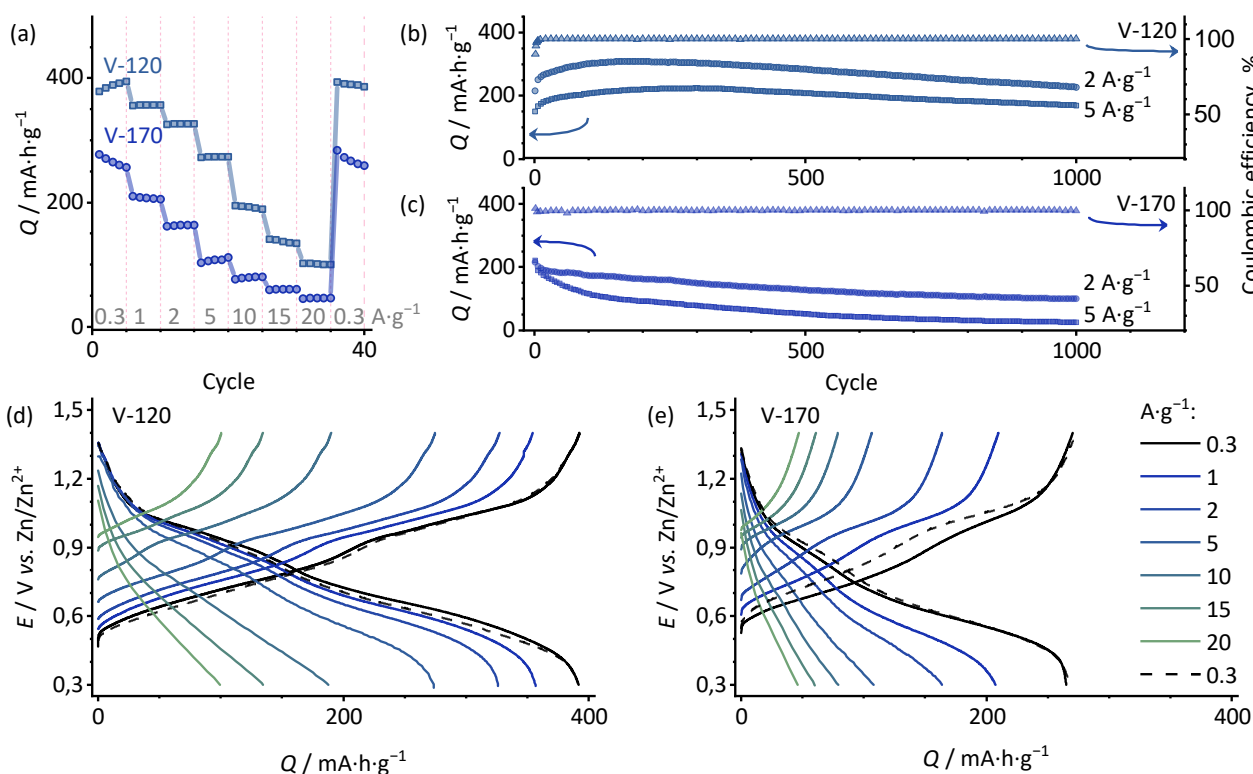 (a)
Q / mA·h·g⁻¹
400
200
0
V-120
V-170
0.3 1 2 5 10 15 20 0.3 A·g⁻¹
0 40
Cycle
(b)
Q / mA·h·g⁻¹
400
200
0
V-120
2 A·g⁻¹
5 A·g⁻¹
0 500 1000
100
50
Coulombic efficiency, %
(c)
Q / mA·h·g⁻¹
400
200
0
V-170
2 A·g⁻¹
5 A·g⁻¹
0 500 1000
100
50
Cycle
(d)
V-120
E / V vs. Zn/Zn²⁺
1,5
1,2
0,9
0,6
0,3
0 200 400
Q / mA·h·g⁻¹
(e)
V-170
E / V vs. Zn/Zn²⁺
1,5
1,2
0,9
0,6
0,3
0 200 400
Q / mA·h·g⁻¹
A·g⁻¹:
0.3
1
2
5
10
15
20
0.3